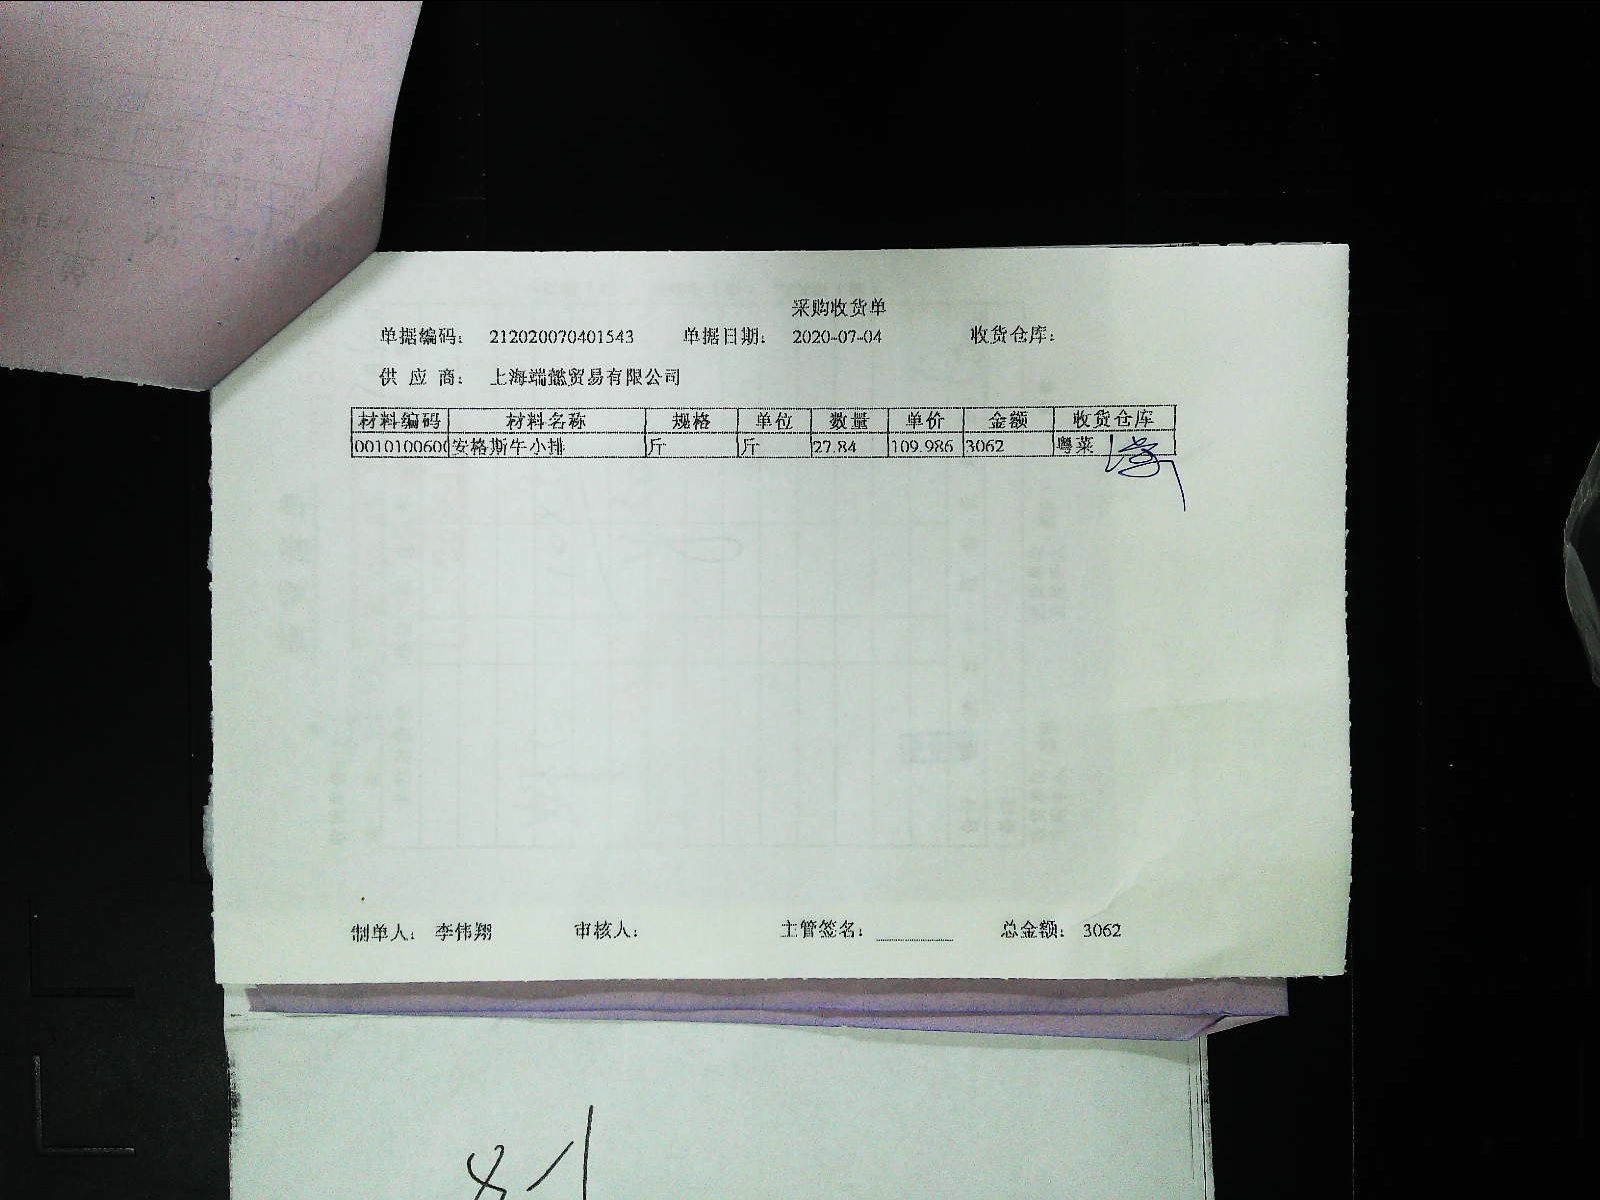 采购收货单
单据编码： 212020070401543 单据日期： 2020-07-04 收货仓库：
供 应 商： 上海端懿贸易有限公司
材料编码 材料名称 规格 单位 数量 单价 金额 收货仓库
0010100600 安格斯牛小排 斤 斤 27.84 109.986 3062 粤菜
制单人： 李伟翔 审核人： 主管签名： 总金额： 3062